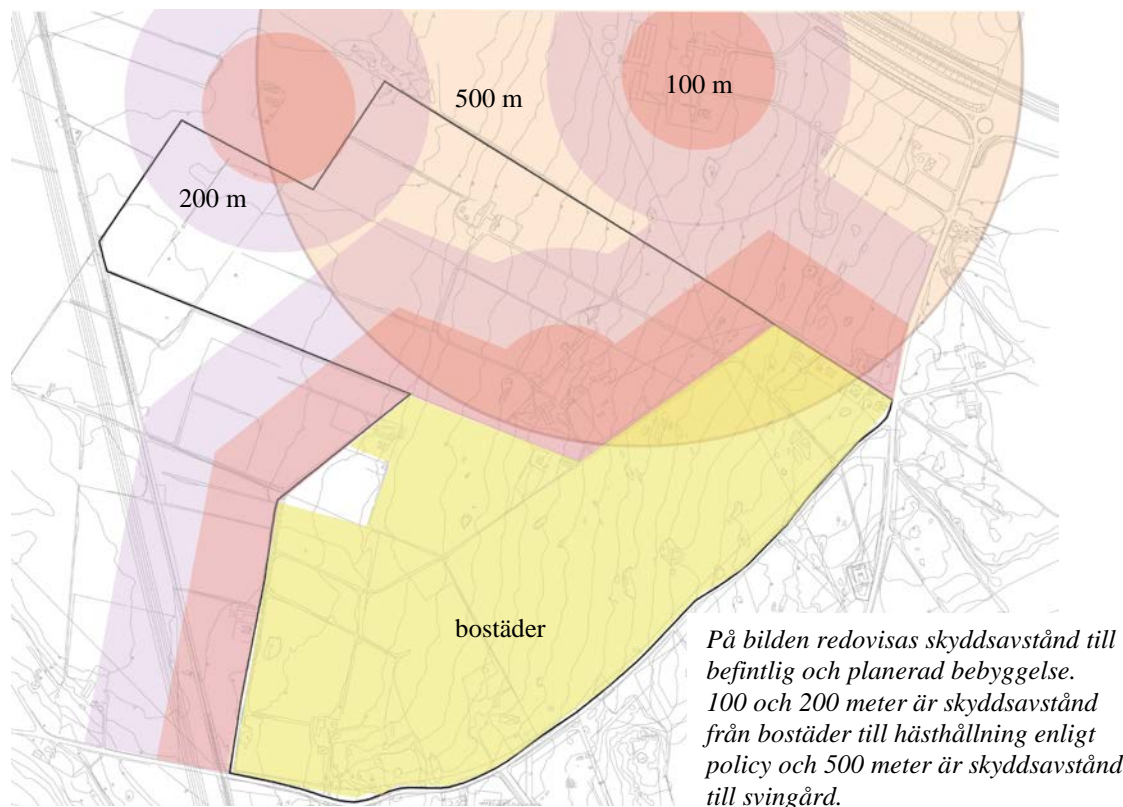 500 m
100 m
200 m
bostäder
På bilden redovisas skyddsavstånd till
befintlig och planerad bebyggelse.
100 och 200 meter är skyddsavstånd
från bostäder till hästhållning enligt
policy och 500 meter är skyddsavstånd
till svingård.